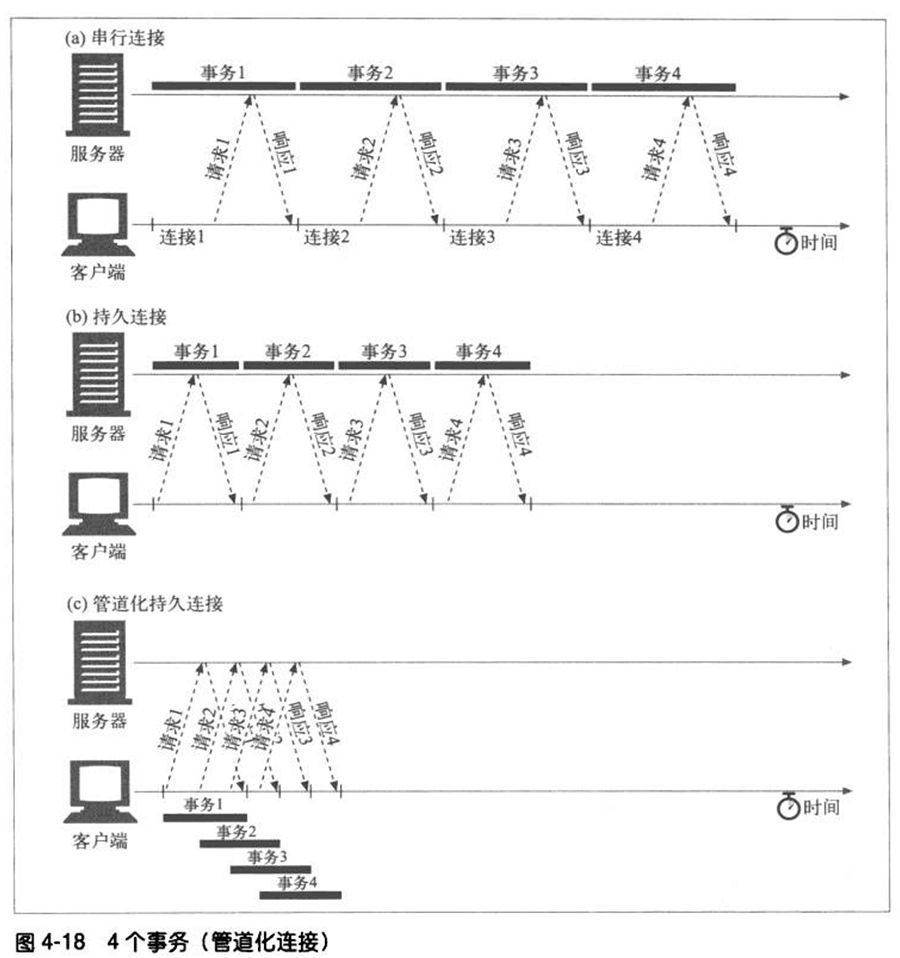 (a) 串行连接
事务1 事务2 事务3 事务4
请求1 响应1 请求2 响应2 请求3 响应3 请求4 响应4
服务器
连接1 连接2 连接3 连接4
时间
客户端
(b) 持久连接
事务1 事务2 事务3 事务4
请求1 响应1 请求2 响应2 请求3 响应3 请求4 响应4
服务器
时间
客户端
(c) 管道化持久连接
请求1 请求2 请求3 请求4 2 响应3 响应4
服务器
时间
客户端
事务1
事务2
事务3
事务4
图 4-18 4 个事务（管道化连接）